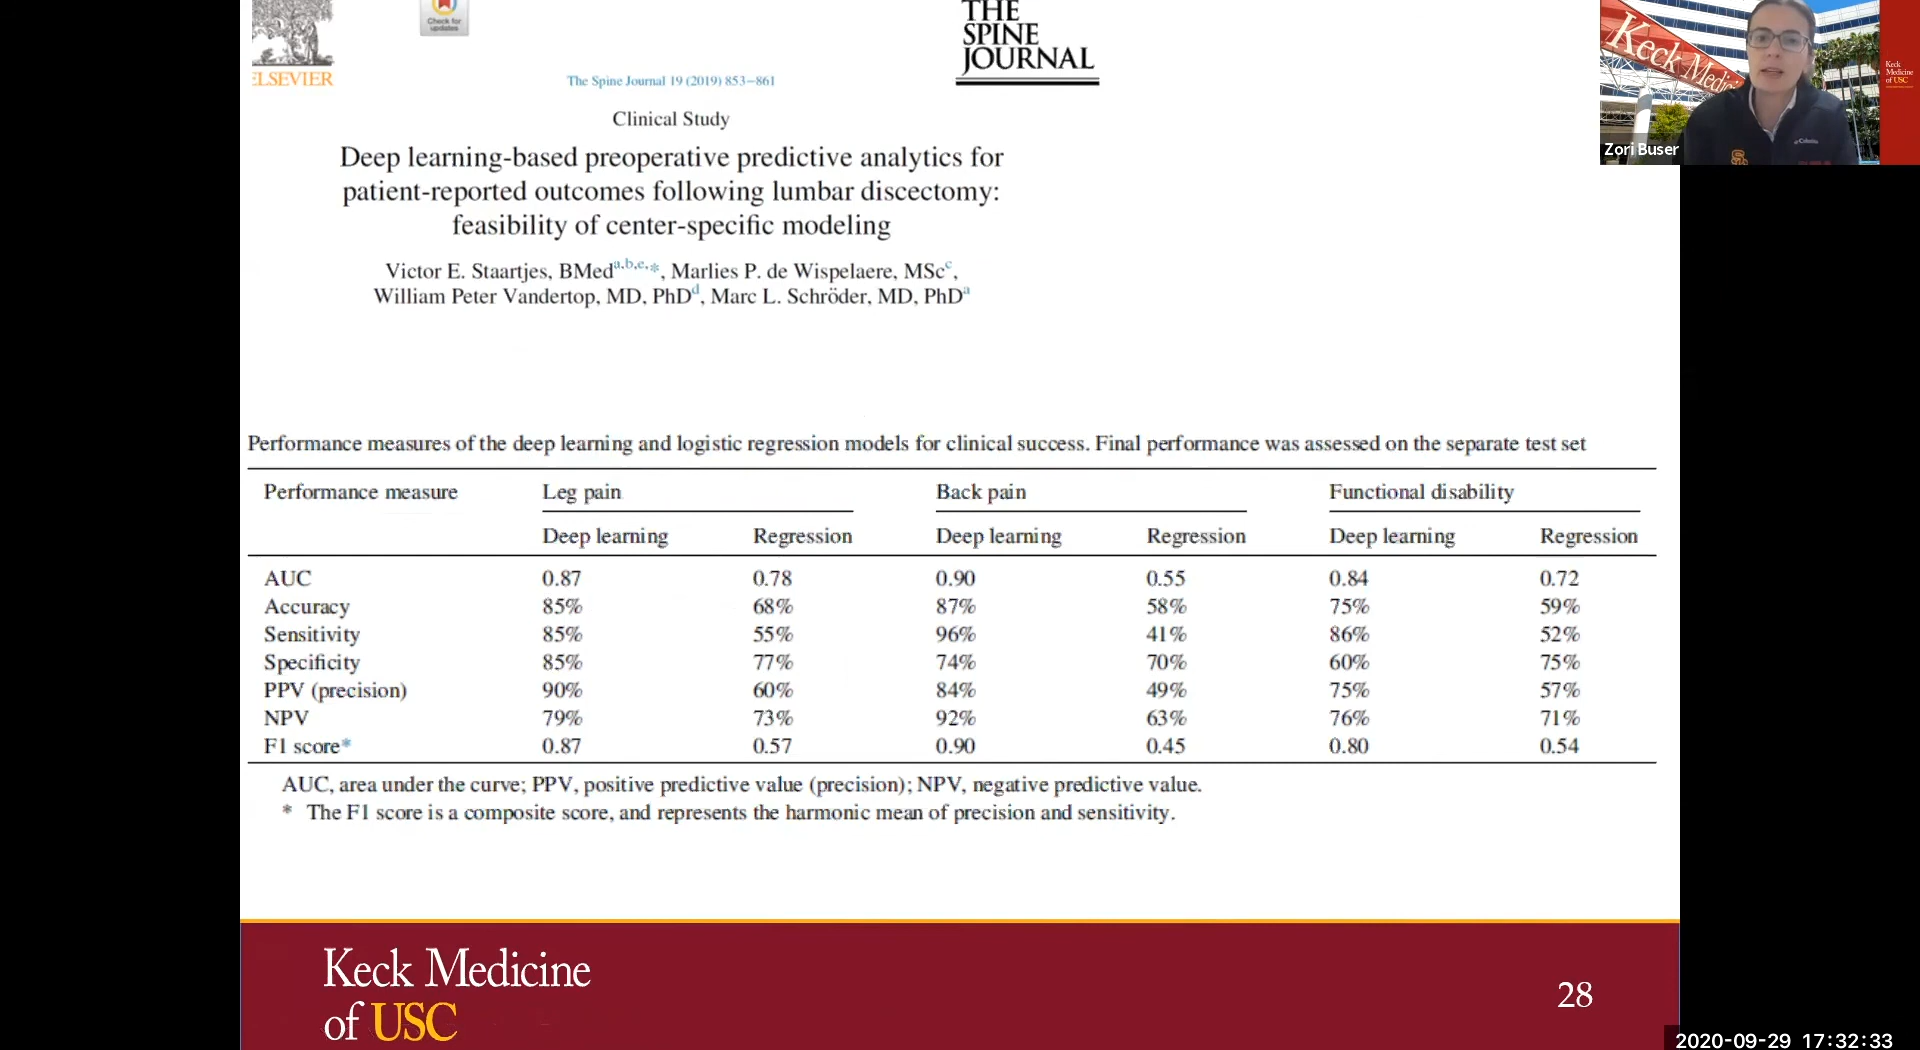 ELSEVIER
Check for
updates
THE
SPINE
JOURNAL
The Spine Journal 19 (2019) 853–861
Clinical Study
Deep learning-based preoperative predictive analytics for
patient-reported outcomes following lumbar discectomy:
feasibility of center-specific modeling
Victor E. Staartjes, BMed a,b,c,*, Marlies P. de Wispelaere, MSc c,
William Peter Vandertop, MD, PhD d, Marc L. Schröder, MD, PhD a
Performance measures of the deep learning and logistic regression models for clinical success. Final performance was assessed on the separate test set
Performance measure Leg pain Back pain Functional disability
Deep learning Regression Deep learning Regression Deep learning Regression
AUC 0.87 0.78 0.90 0.55 0.84 0.72
Accuracy 85% 68% 87% 58% 75% 59%
Sensitivity 85% 55% 96% 41% 86% 52%
Specificity 85% 77% 74% 70% 60% 75%
PPV (precision) 90% 60% 84% 49% 75% 57%
NPV 79% 73% 92% 63% 76% 71%
F1 score* 0.87 0.57 0.90 0.45 0.80 0.54
AUC, area under the curve; PPV, positive predictive value (precision); NPV, negative predictive value.
* The F1 score is a composite score, and represents the harmonic mean of precision and sensitivity.
Keck Medicine
of USC
28
Keck Medic
Keck
Medicine
of USC
Columbia
Zori Buser
2020-09-29 17:32:33